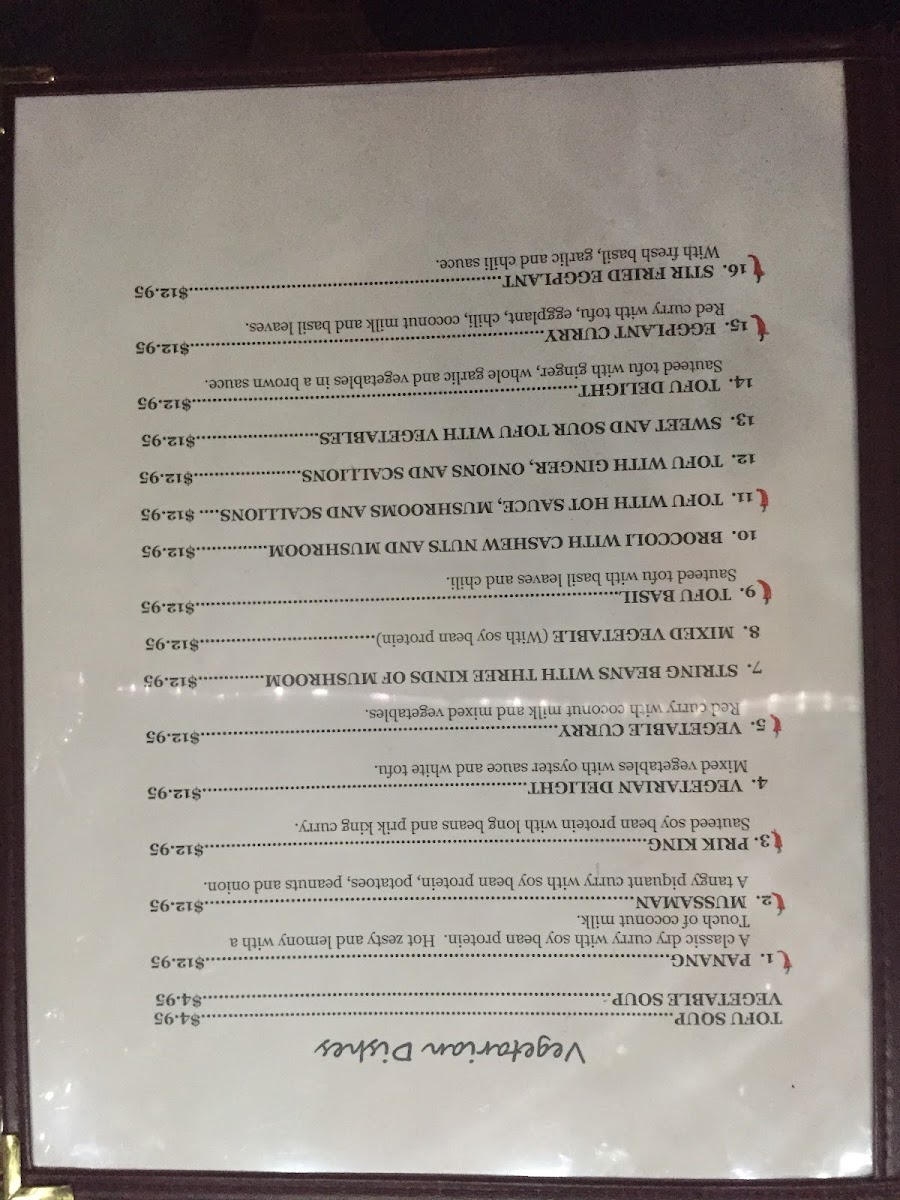 Vegetarian Dishes
TOFU SOUP....................$4.95
VEGETABLE SOUP....................$4.95
1. PANANG....................$12.95
A classic dry curry with soy bean protein. Hot zesty and lemony with a
Touch of coconut milk.
2. MUSSAMAN....................$12.95
A tangy piquant curry with soy bean protein, potatoes, peanuts and onion.
3. PRIK KING....................$12.95
Sauteed soy bean protein with long beans and prik king curry.
4. VEGETARIAN DELIGHT....................$12.95
Mixed vegetables with oyster sauce and white tofu.
5. VEGETABLE CURRY....................$12.95
Red curry with coconut milk and mixed vegetables.
7. STRING BEANS WITH THREE KINDS OF MUSHROOM..............$12.95
8. MIXED VEGETABLE (With soy bean protein)....................$12.95
9. TOFU BASIL....................$12.95
Sauteed tofu with basil leaves and chili.
10. BROCCOLI WITH CASHEW NUTS AND MUSHROOM...............$12.95
11. TOFU WITH HOT SAUCE, MUSHROOMS AND SCALLIONS.... $12.95
12. TOFU WITH GINGER, ONIONS AND SCALLIONS....................$12.95
13. SWEET AND SOUR TOFU WITH VEGETABLES....................$12.95
14. TOFU DELIGHT....................$12.95
Sauteed tofu with ginger, whole garlic and vegetables in a brown sauce.
15. EGGPLANT CURRY....................$12.95
Red curry with tofu, eggplant, chili, coconut milk and basil leaves.
16. STIR FRIED EGGPLANT....................$12.95
With fresh basil, garlic and chili sauce.